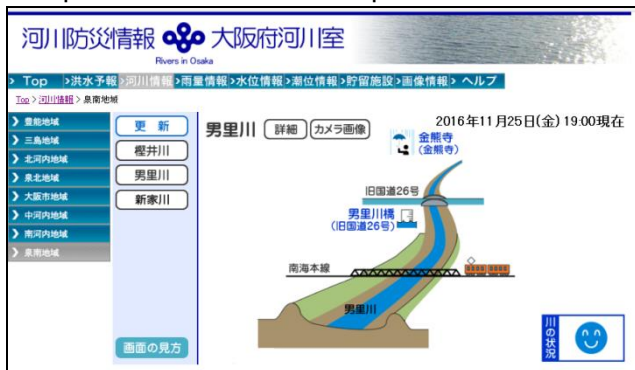 河川防災情報 大阪府河川室
Rivers in Osaka
> Top >洪水予報>河川情報>雨量情報>水位情報>潮位情報>貯留施設>画像情報> ヘルプ
Top > 河川情報 > 泉南地域
豊能地域
三島地域
北河内地域
泉北地域
大阪市地域
中河内地域
南河内地域
泉南地域
更 新
樫井川
男里川
新家川
画面の見方
男里川 詳細 カメラ画像
2016年11月25日(金) 19:00現在
金熊寺
(金熊寺)
旧国道26号
男里川橋
(旧国道26号)
南海本線
男里川
川の状況